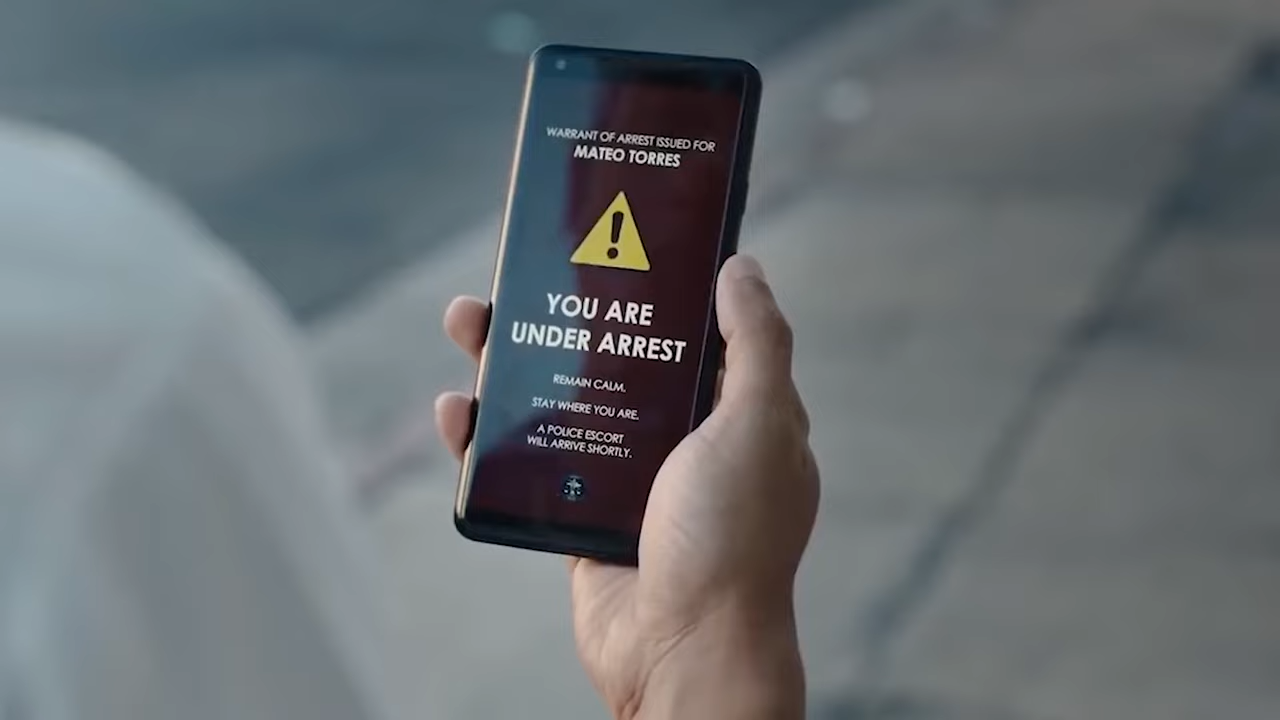 WARRANT OF ARREST ISSUED FOR
MATEO TORRES
YOU ARE
UNDER ARREST
REMAIN CALM.
STAY WHERE YOU ARE.
A POLICE ESCORT
WILL ARRIVE SHORTLY.